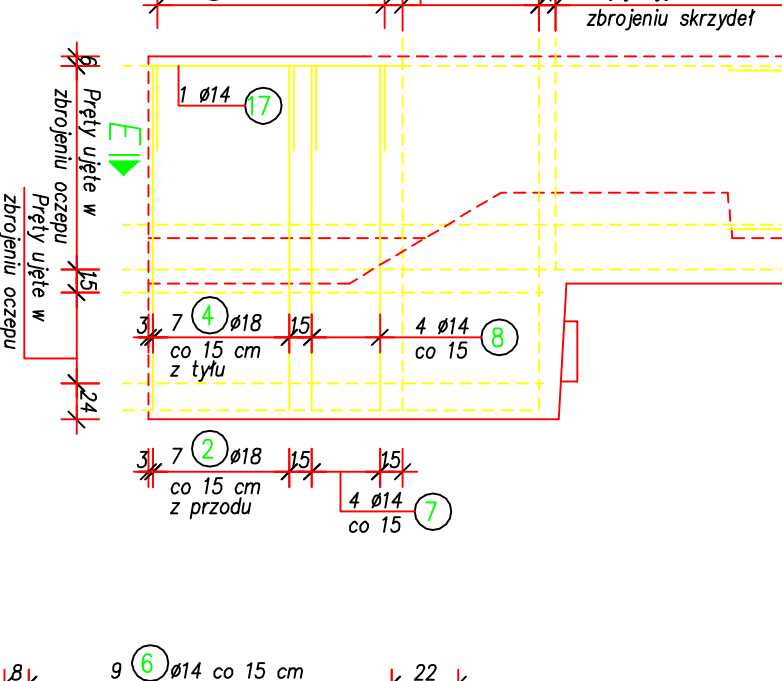 zbrojeniu skrzydeł
6
Pręty ujęte w
zbrojeniu oczepu
Pręty ujęte w
zbrojeniu oczepu
15
24
E
1 ø14 17
3 7 4 ø18 15
co 15 cm
z tyłu
4 ø14 8
co 15
3 7 2 ø18 15 15
co 15 cm
z przodu
4 ø14 7
co 15
8 9 6 ø14 co 15 cm 22